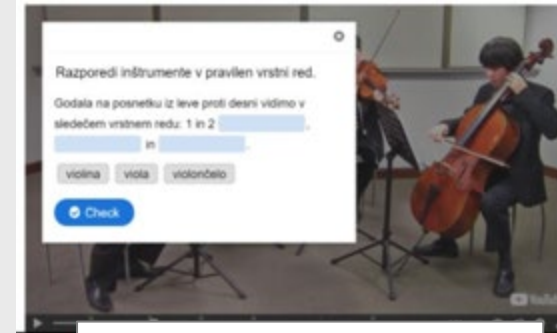 Razporedi inštrumente v pravilen vrstni red.
Godala na posnetku iz leve proti desni vidimo v
sledečem vrstnem redu: 1 in 2 ,
in .
violina viola violončelo
Check
YouTube